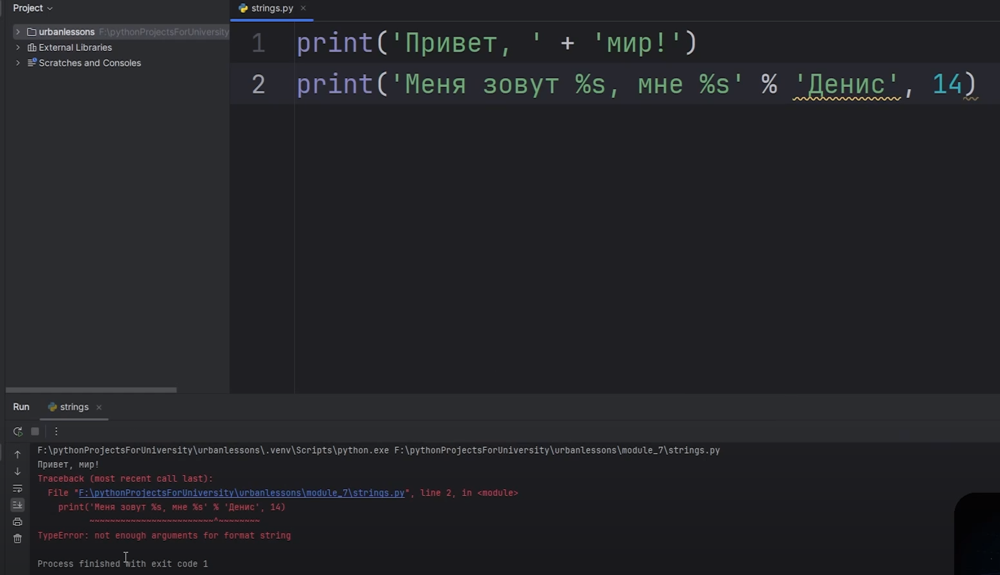 Project
strings.py
urbanlessons F:\pythonProjectsForUniversity
External Libraries
Scratches and Consoles
1 print('Привет, ' + 'мир!')
2 print('Меня зовут %s, мне %s' % 'Денис', 14)
Run strings
F:\pythonProjectsForUniversity\urbanlessons\.venv\Scripts\python.exe F:\pythonProjectsForUniversity\urbanlessons\module_7\strings.py
Привет, мир!
Traceback (most recent call last):
  File "F:\pythonProjectsForUniversity\urbanlessons\module_7\strings.py", line 2, in <module>
    print('Меня зовут %s, мне %s' % 'Денис', 14)
          ~~~~~~~~~~~~~~~~~~~~~~~~^~~~~~~~~
TypeError: not enough arguments for format string
Process finished with exit code 1